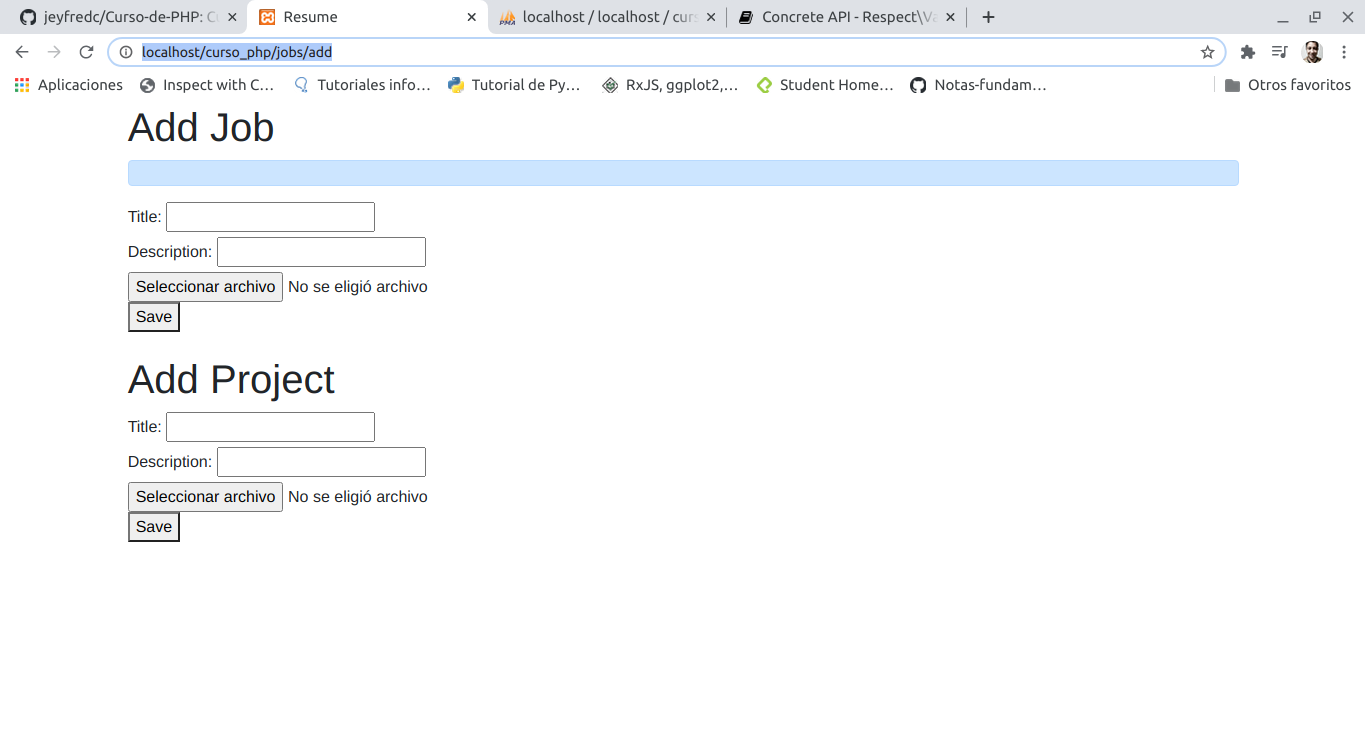 jeyfredc/Curso-de-PHP: C
Resume
localhost / localhost / curs
Concrete API - Respect\Va
localhost/curso_php/jobs/add
Aplicaciones
Inspect with C...
Tutoriales info...
Tutorial de Py...
RxJS, ggplot2,...
Student Home...
Notas-fundam...
Otros favoritos
Add Job
Title:
Description:
Seleccionar archivo No se eligió archivo
Save
Add Project
Title:
Description:
Seleccionar archivo No se eligió archivo
Save